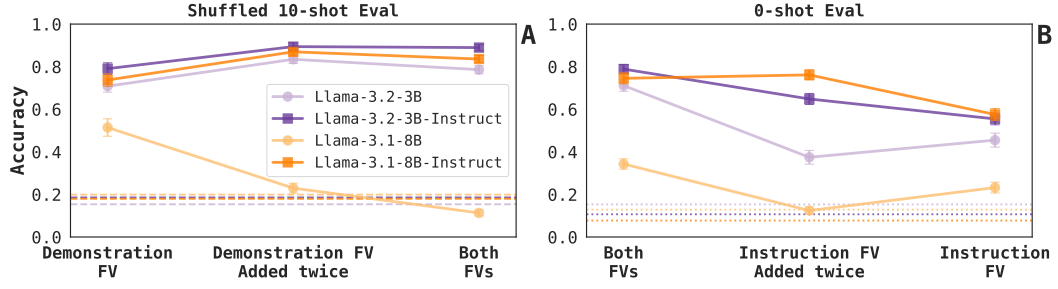 Shuffled 10-shot Eval
0-shot Eval
A
B
Accuracy
1.0
0.8
0.6
0.4
0.2
0.0
Llama-3.2-3B
Llama-3.2-3B-Instruct
Llama-3.1-8B
Llama-3.1-8B-Instruct
Demonstration
FV
Demonstration FV
Added twice
Both
FVs
1.0
0.8
0.6
0.4
0.2
0.0
Both
FVs
Instruction FV
Added twice
Instruction
FV